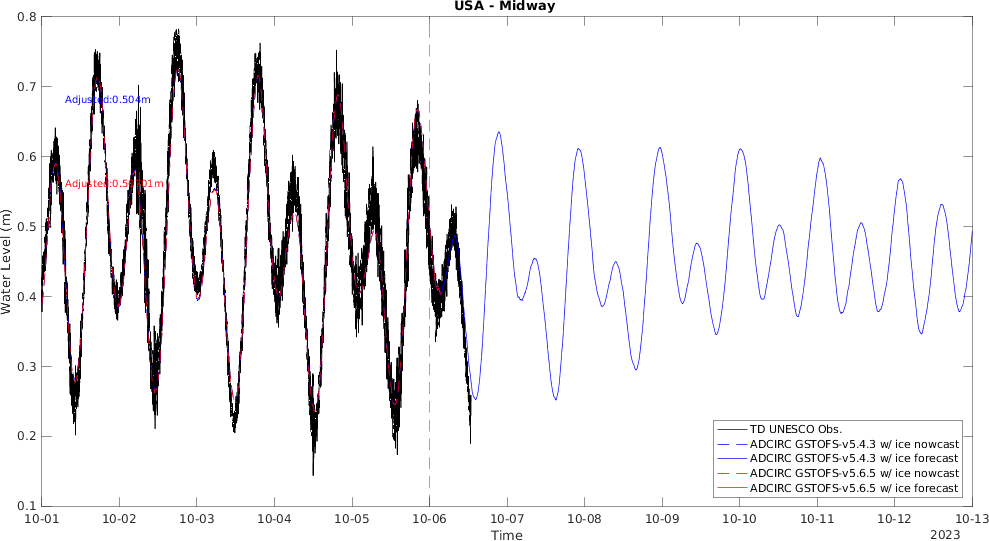 USA - Midway
0.8
0.7
0.6
0.5
0.4
0.3
0.2
0.1
Water Level (m)
Adjusted:0.504m
TD UNESCO Obs.
ADCIRC GSTOFS-v5.4.3 w/ ice nowcast
ADCIRC GSTOFS-v5.4.3 w/ ice forecast
ADCIRC GSTOFS-v5.6.5 w/ ice nowcast
ADCIRC GSTOFS-v5.6.5 w/ ice forecast
10-01 10-02 10-03 10-04 10-05 10-06 10-07 10-08 10-09 10-10 10-11 10-12 10-13
Time
2023